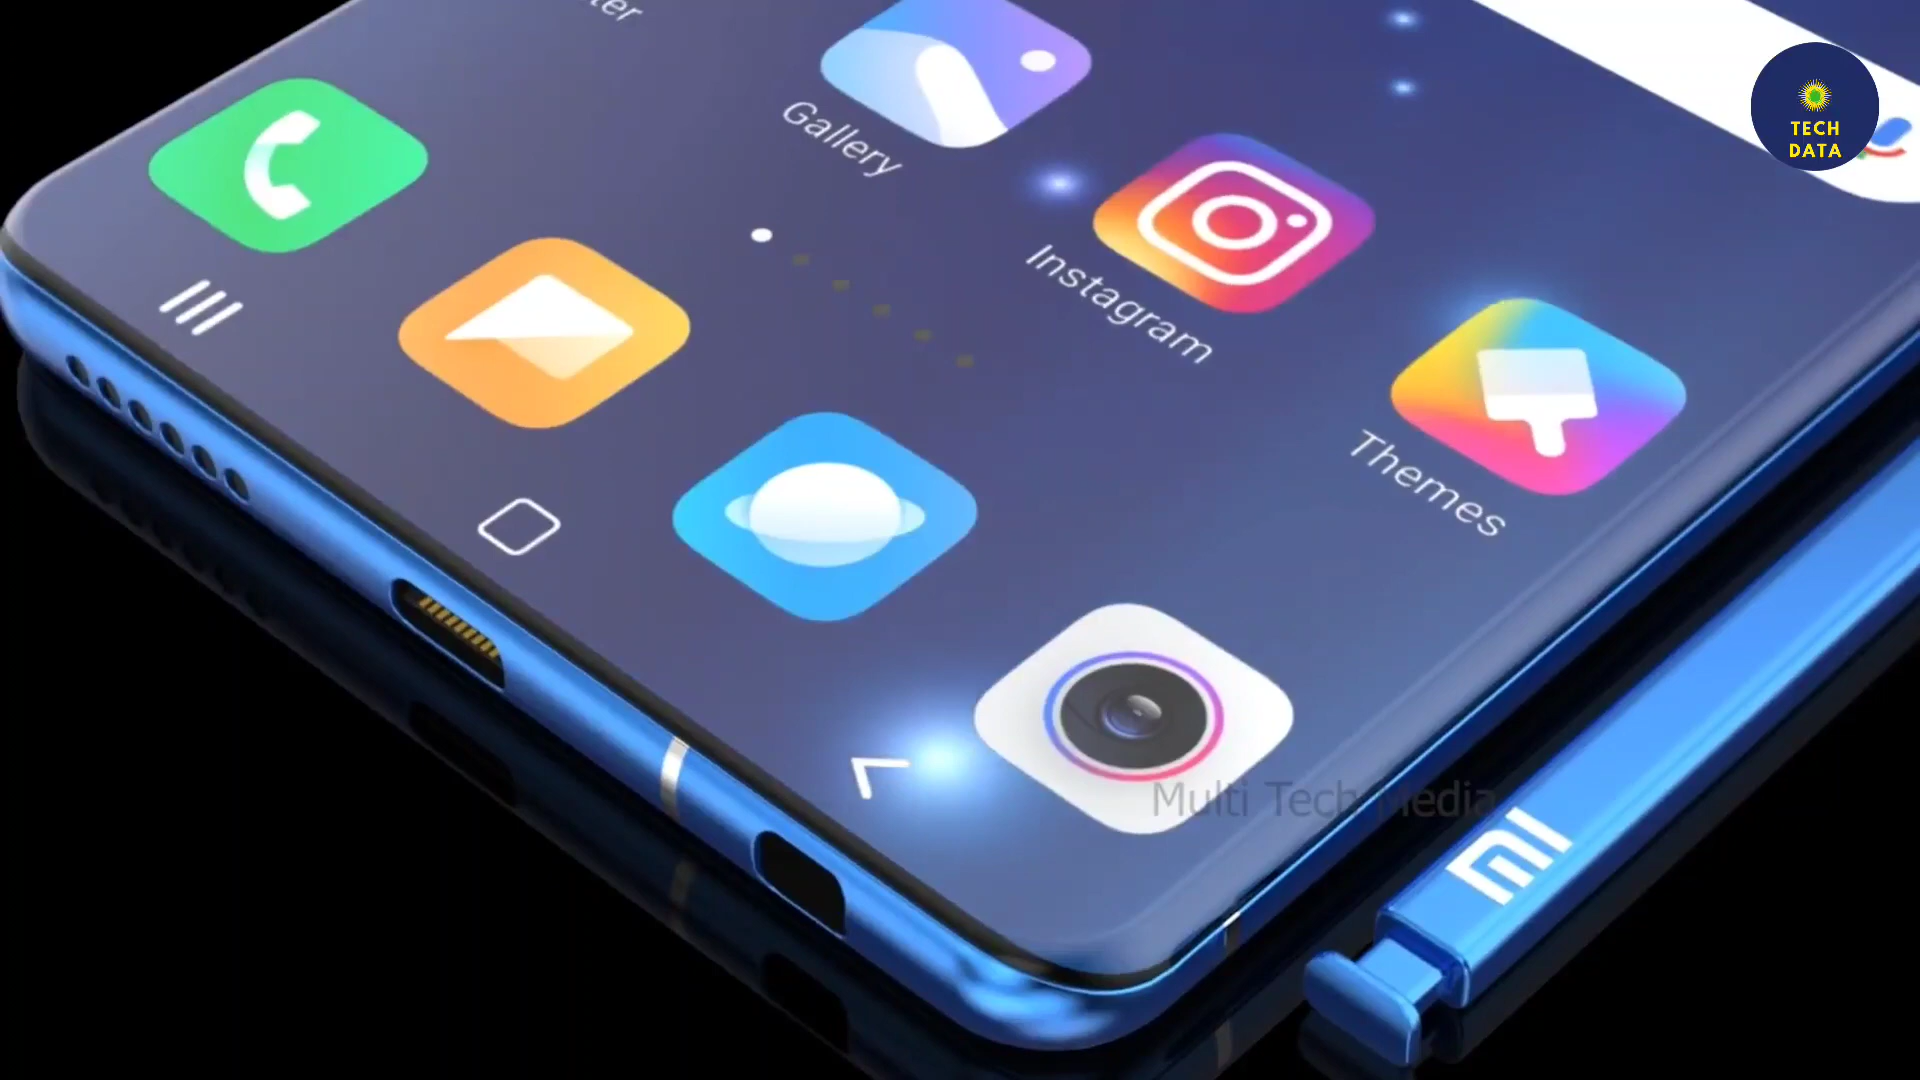 Gallery
Instagram
Themes
TECH
DATA
Multi Tech Media